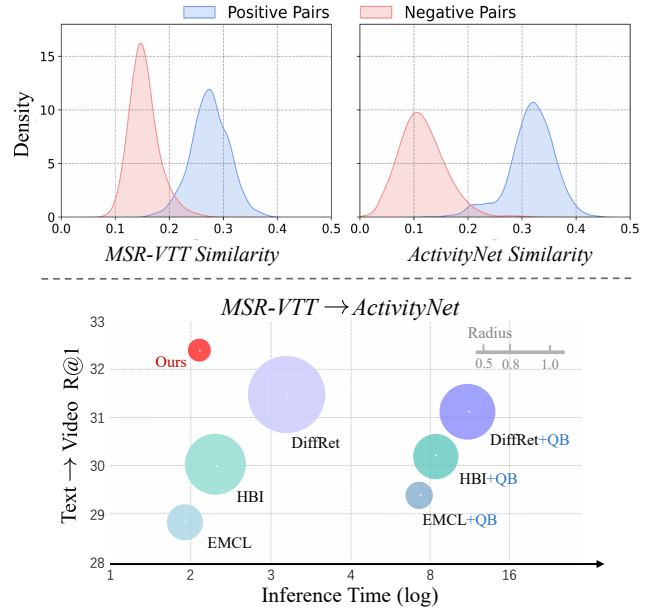 Positive Pairs
Negative Pairs
Density
15
10
5
0
0.0 0.1 0.2 0.3 0.4 0.5
0.0 0.1 0.2 0.3 0.4 0.5
MSR-VTT Similarity
ActivityNet Similarity
MSR-VTT → ActivityNet
Text → Video R@1
33
32
31
30
29
28
Radius
0.5 0.8 1.0
Ours
DiffRet
DiffRet+QB
HBI
HBI+QB
EMCL
EMCL+QB
1 2 3 4 8 16
Inference Time (log)